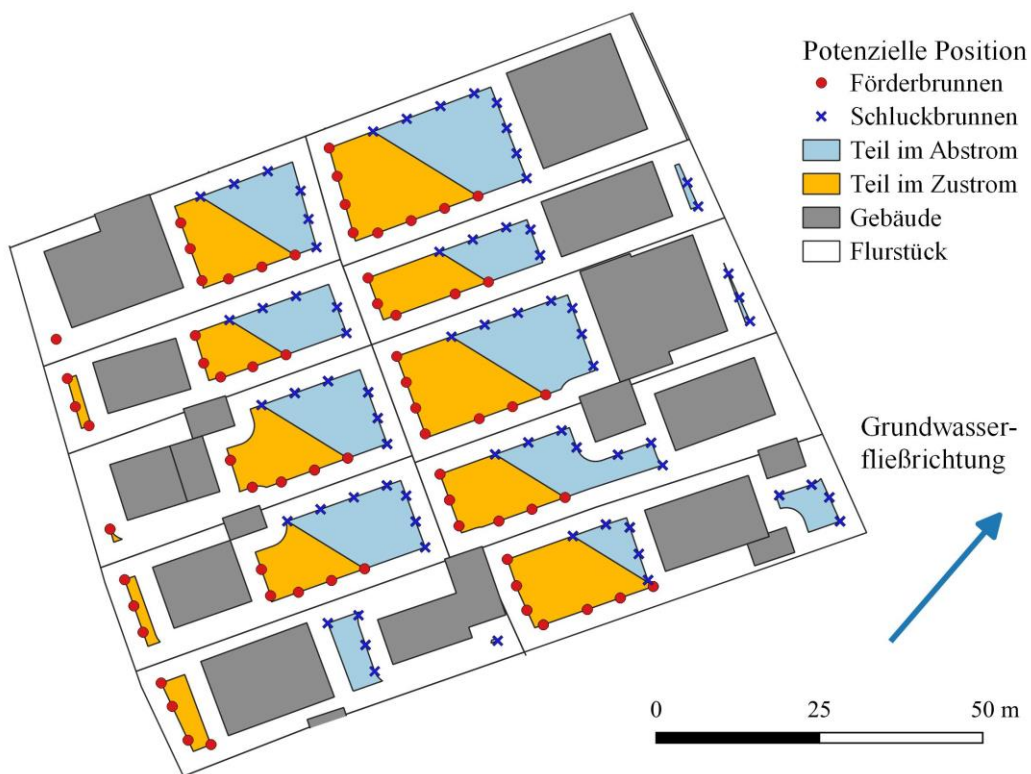 Potenzielle Position
Förderbrunnen
Schluckbrunnen
Teil im Abstrom
Teil im Zustrom
Gebäude
Flurstück
Grundwasser-
fließrichtung
0 25 50 m